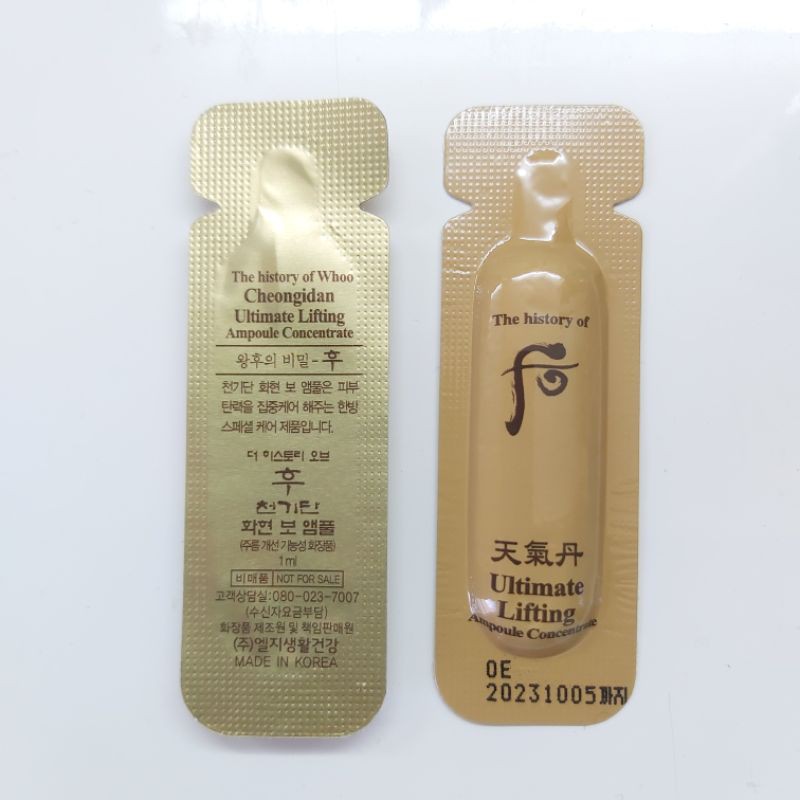 The history of Whoo
Cheongidan
Ultimate Lifting
Ampoule Concentrate
왕후의 비밀-후
천기단 화현 보 앰풀은 피부
탄력을 집중케어 해주는 한방
스페셜 케어 제품입니다.
더 히스토리 오브
후
천기단
화현 보 앰풀
(주름 개선 기능성 화장품)
1ml
비매품 NOT FOR SALE
고객상담실:080-023-7007
(수신자요금부담)
화장품 제조원 및 책임판매원
(주)엘지생활건강
MADE IN KOREA
The history of
후
天氣丹
Ultimate
Lifting
Ampoule Concentrate
OE
20231005까지